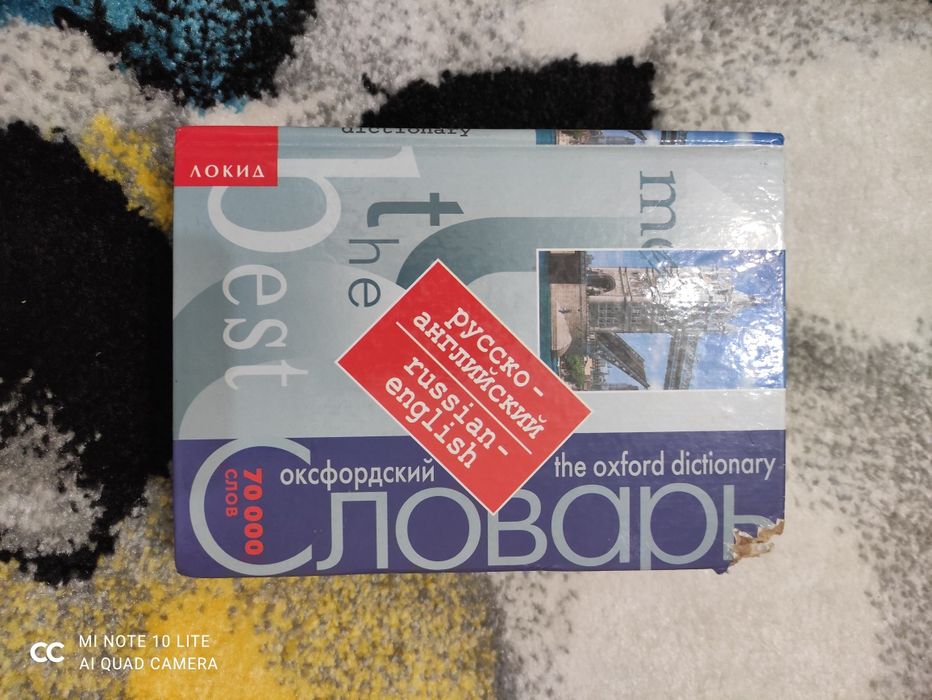 dictionary
ЛОКИД
best
the
русско-
английский
russian-
english
оксфордский
the oxford dictionary
Словарь
70 000
слов
MI NOTE 10 LITE
AI QUAD CAMERA